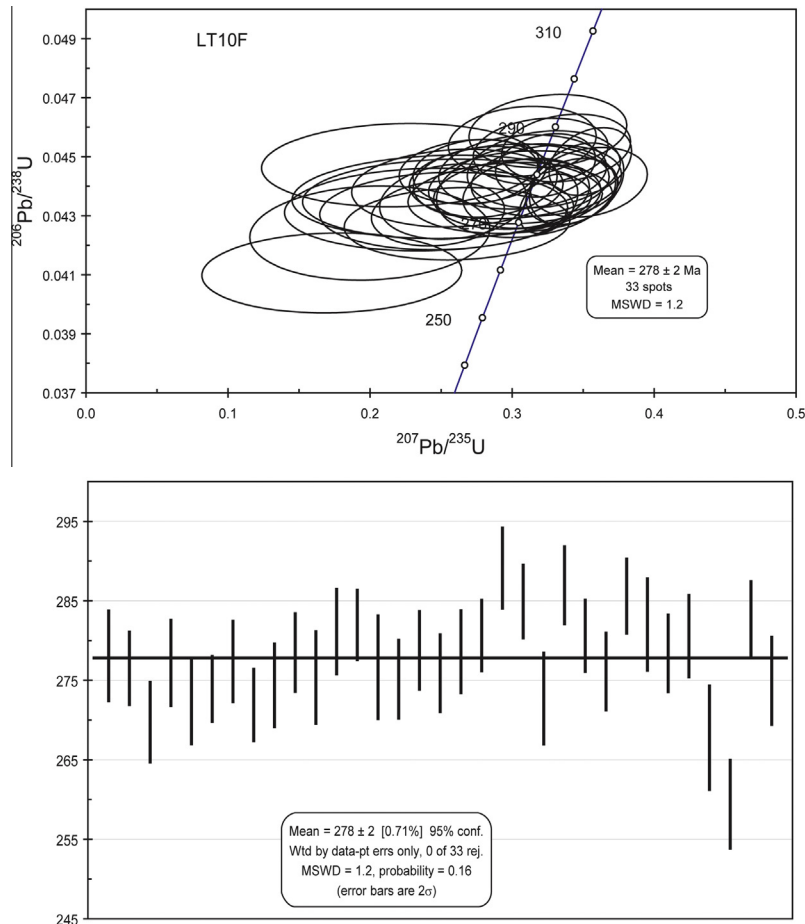 LT10F
0.049
0.047
0.045
0.043
0.041
0.039
0.037
206Pb/238U
310
290
270
250
Mean = 278 ± 2 Ma
33 spots
MSWD = 1.2
0.0 0.1 0.2 0.3 0.4 0.5
207Pb/235U
295
285
275
265
255
245
Mean = 278 ± 2 [0.71%] 95% conf.
Wtd by data-pt errs only, 0 of 33 rej.
MSWD = 1.2, probability = 0.16
(error bars are 2σ)